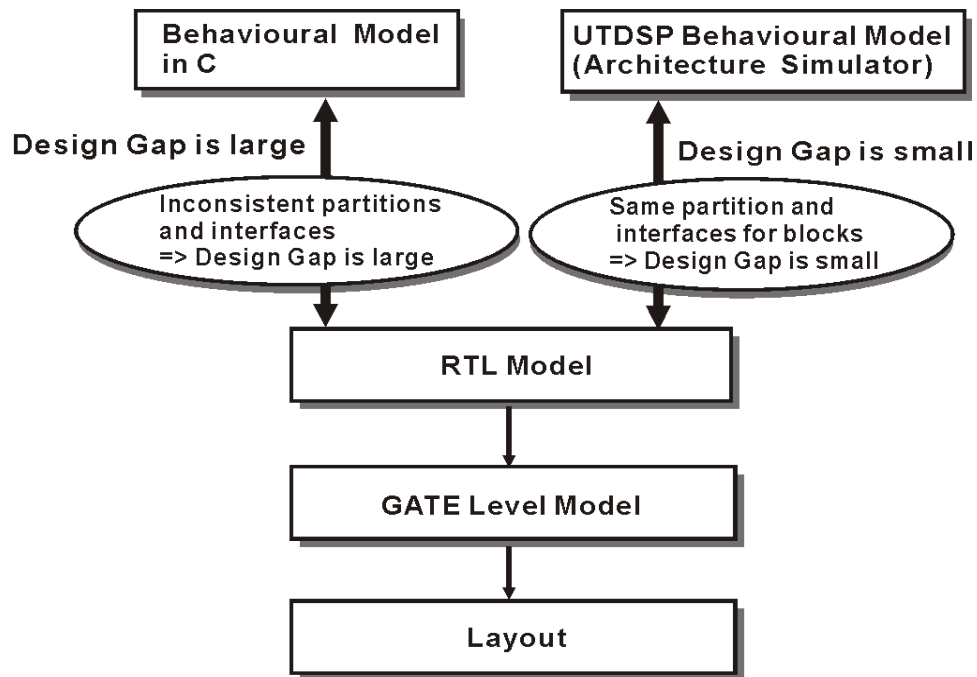 Behavioural Model
in C
UTDSP Behavioural Model
(Architecture Simulator)
Design Gap is large
Design Gap is small
Inconsistent partitions
and interfaces
=> Design Gap is large
Same partition and
interfaces for blocks
=> Design Gap is small
RTL Model
GATE Level Model
Layout